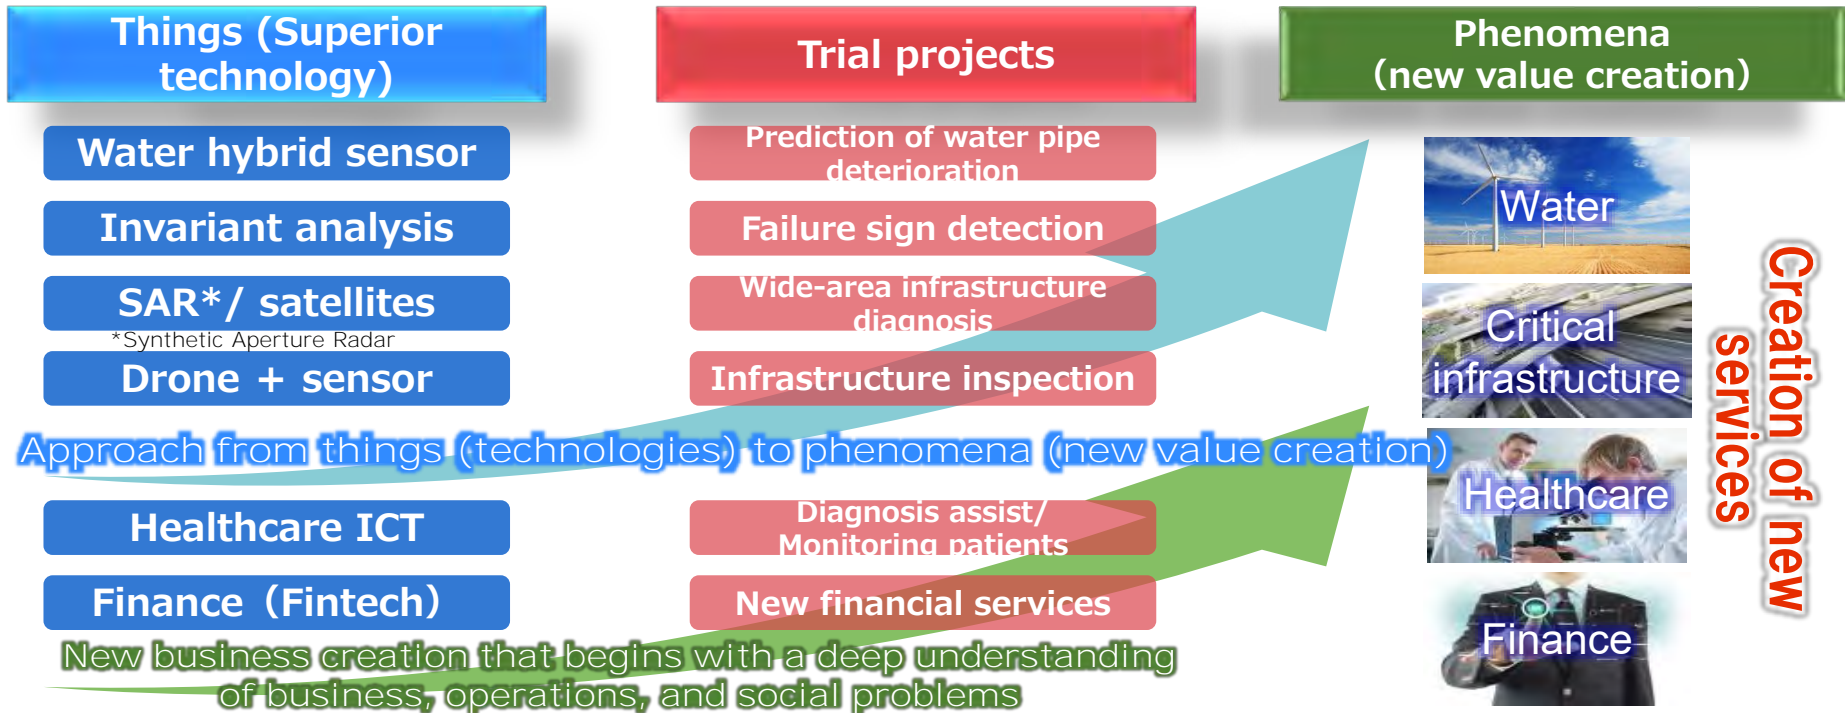 Things (Superior
technology)
Trial projects
Phenomena
(new value creation)
Water hybrid sensor
Prediction of water pipe
deterioration
Water
Invariant analysis
Failure sign detection
SAR*/ satellites
*Synthetic Aperture Radar
Wide-area infrastructure
diagnosis
Critical
infrastructure
Drone + sensor
Infrastructure inspection
Approach from things (technologies) to phenomena (new value creation)
Healthcare ICT
Diagnosis assist/
Monitoring patients
Healthcare
Finance (Fintech)
New financial services
Finance
New business creation that begins with a deep understanding
of business, operations, and social problems
Creation of new
services